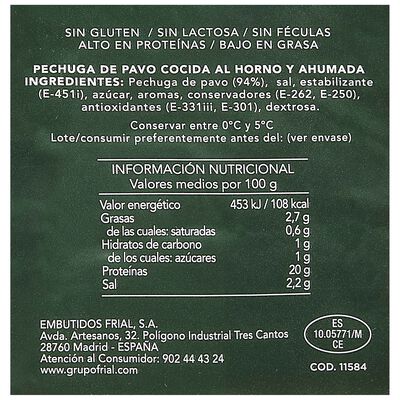 SIN GLUTEN / SIN LACTOSA / SIN FÉCULAS
ALTO EN PROTEÍNAS / BAJO EN GRASA
PECHUGA DE PAVO COCIDA AL HORNO Y AHUMADA
INGREDIENTES: Pechuga de pavo (94%), sal, estabilizante
(E-451i), azúcar, aromas, conservadores (E-262, E-250),
antioxidantes (E-331iii, E-301), dextrosa.
Conservar entre 0ºC y 5ºC
Lote/consumir preferentemente antes del: (ver envase)
INFORMACIÓN NUTRICIONAL
Valores medios por 100 g
Valor energético 453 kJ / 108 kcal
Grasas 2,7 g
de las cuales: saturadas 0,6 g
Hidratos de carbono 1 g
de los cuales: azúcares 1 g
Proteínas 20 g
Sal 2,2 g
EMBUTIDOS FRIAL, S.A.
Avda. Artesanos, 32. Polígono Industrial Tres Cantos
28760 Madrid - ESPAÑA
Atención al Consumidor: 902 44 43 24
www.grupofrial.com
ES
10.05771/M
CE
COD. 11584